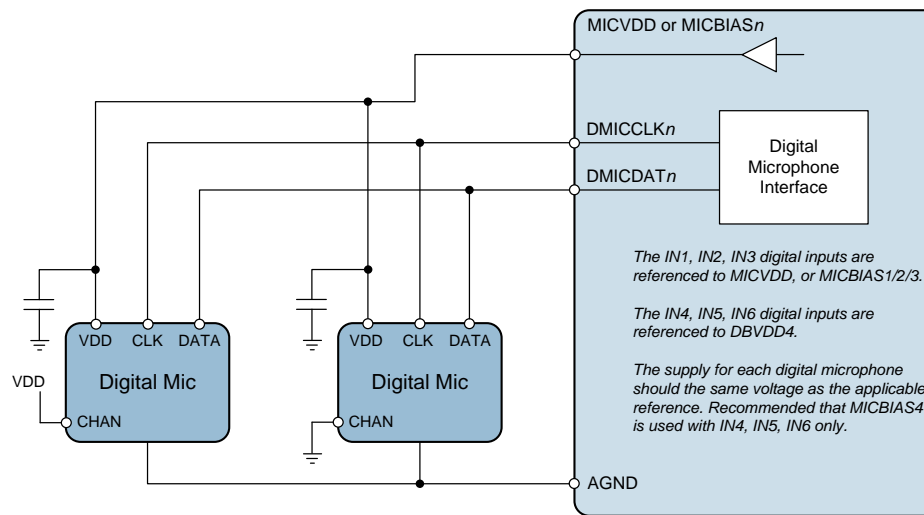 MICVDD or MICBIASn
DMICCLKn
DMICDATn
Digital
Microphone
Interface
The IN1, IN2, IN3 digital inputs are
referenced to MICVDD, or MICBIAS1/2/3.
The IN4, IN5, IN6 digital inputs are
referenced to DBVDD4.
The supply for each digital microphone
should the same voltage as the applicable
reference. Recommended that MICBIAS4
is used with IN4, IN5, IN6 only.
VDD CLK DATA
Digital Mic
VDD
CHAN
VDD CLK DATA
Digital Mic
CHAN
AGND